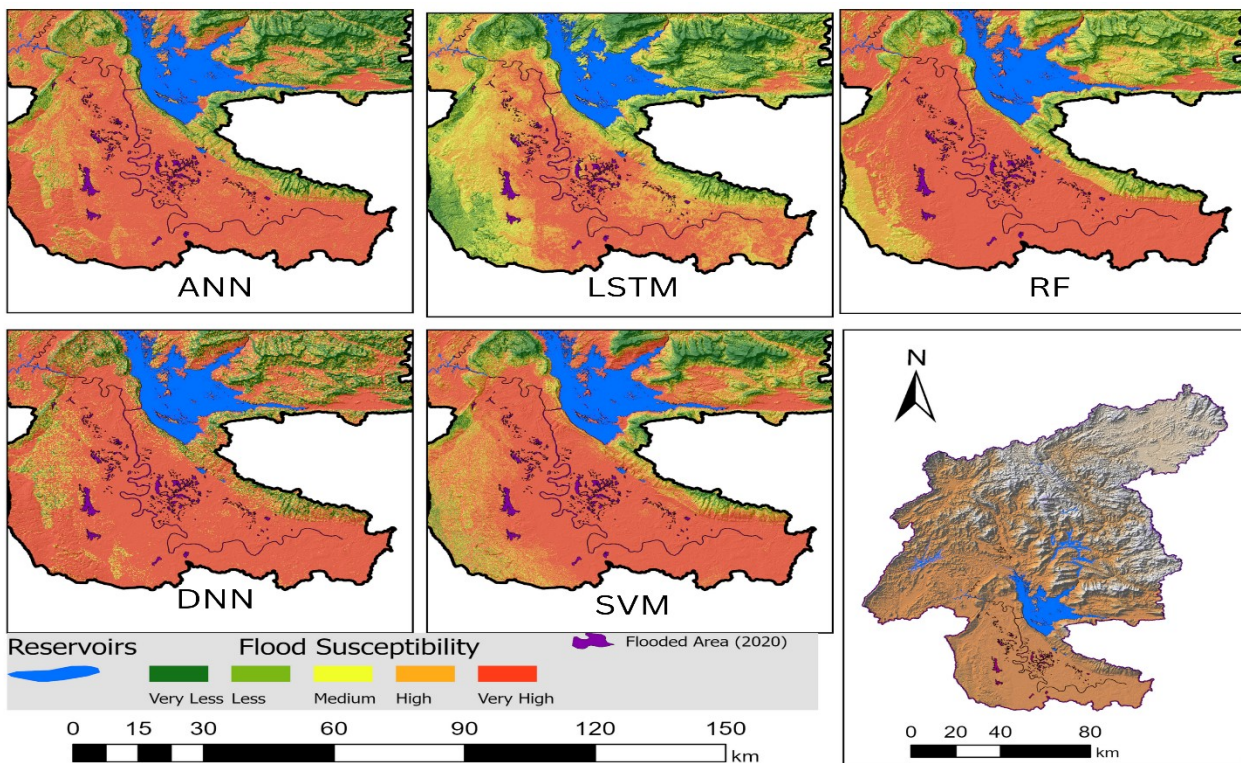 ANN
LSTM
RF
DNN
SVM
N
Reservoirs
Flood Susceptibility
Flooded Area (2020)
Very Less Less Medium High Very High
0 15 30 60 90 120 150
km
0 20 40 80
km